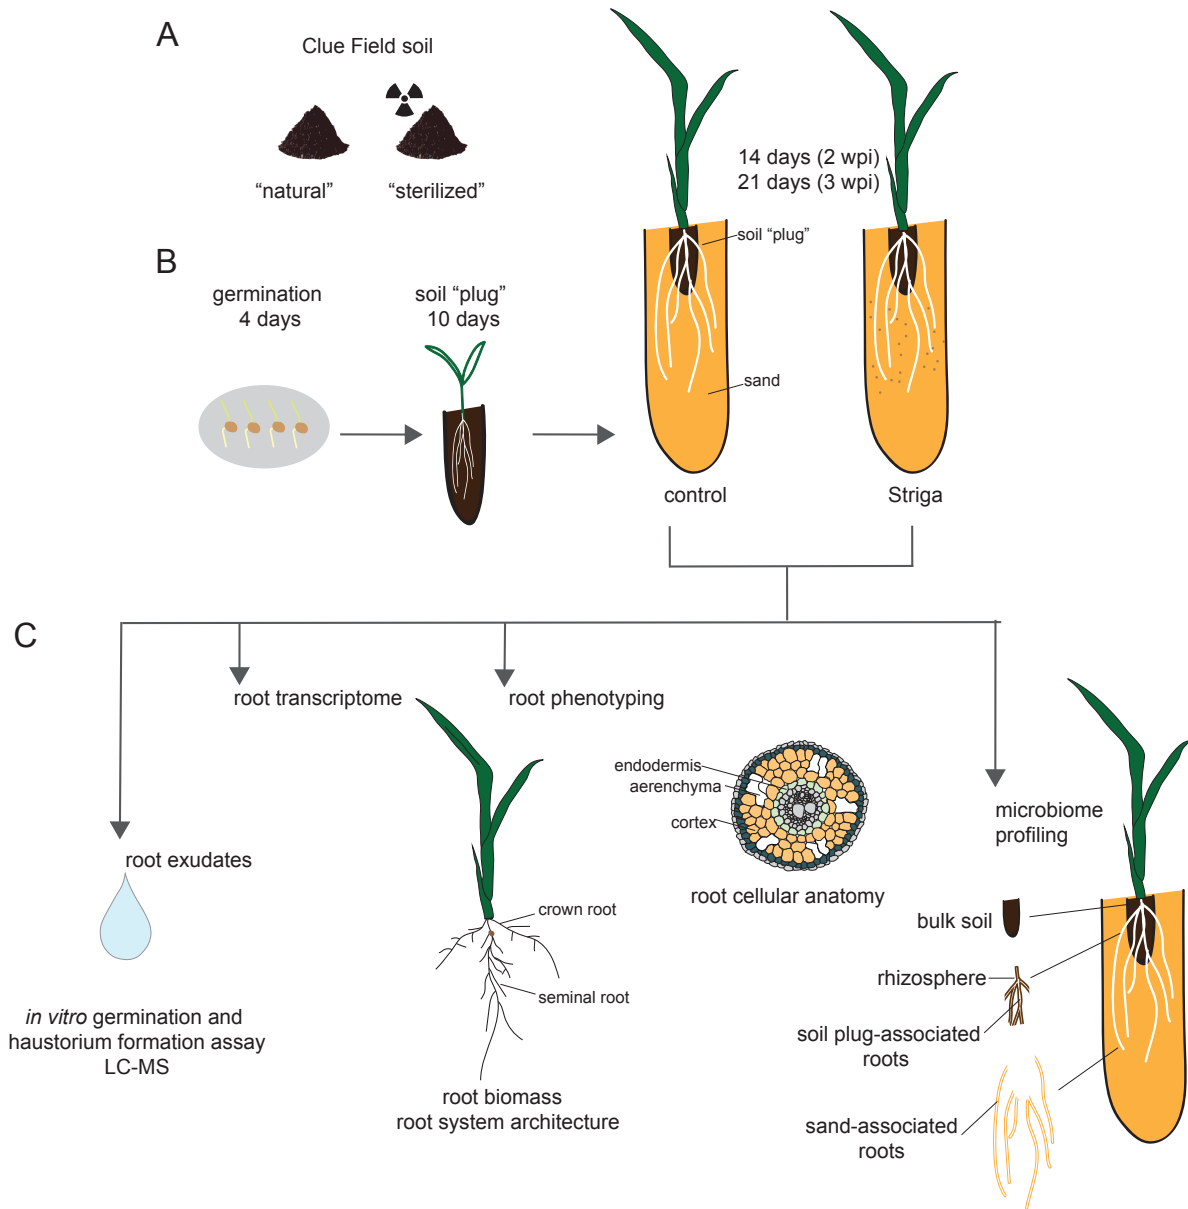 A
Clue Field soil
“natural”
“sterilized”
14 days (2 wpi)
21 days (3 wpi)
soil “plug”
sand
control
Striga
B
germination
4 days
soil “plug”
10 days
C
root exudates
in vitro germination and
haustorium formation assay
LC-MS
root transcriptome
root phenotyping
crown root
seminal root
root biomass
root system architecture
endodermis
aerenchyma
cortex
root cellular anatomy
microbiome
profiling
bulk soil
rhizosphere
soil plug-associated
roots
sand-associated
roots